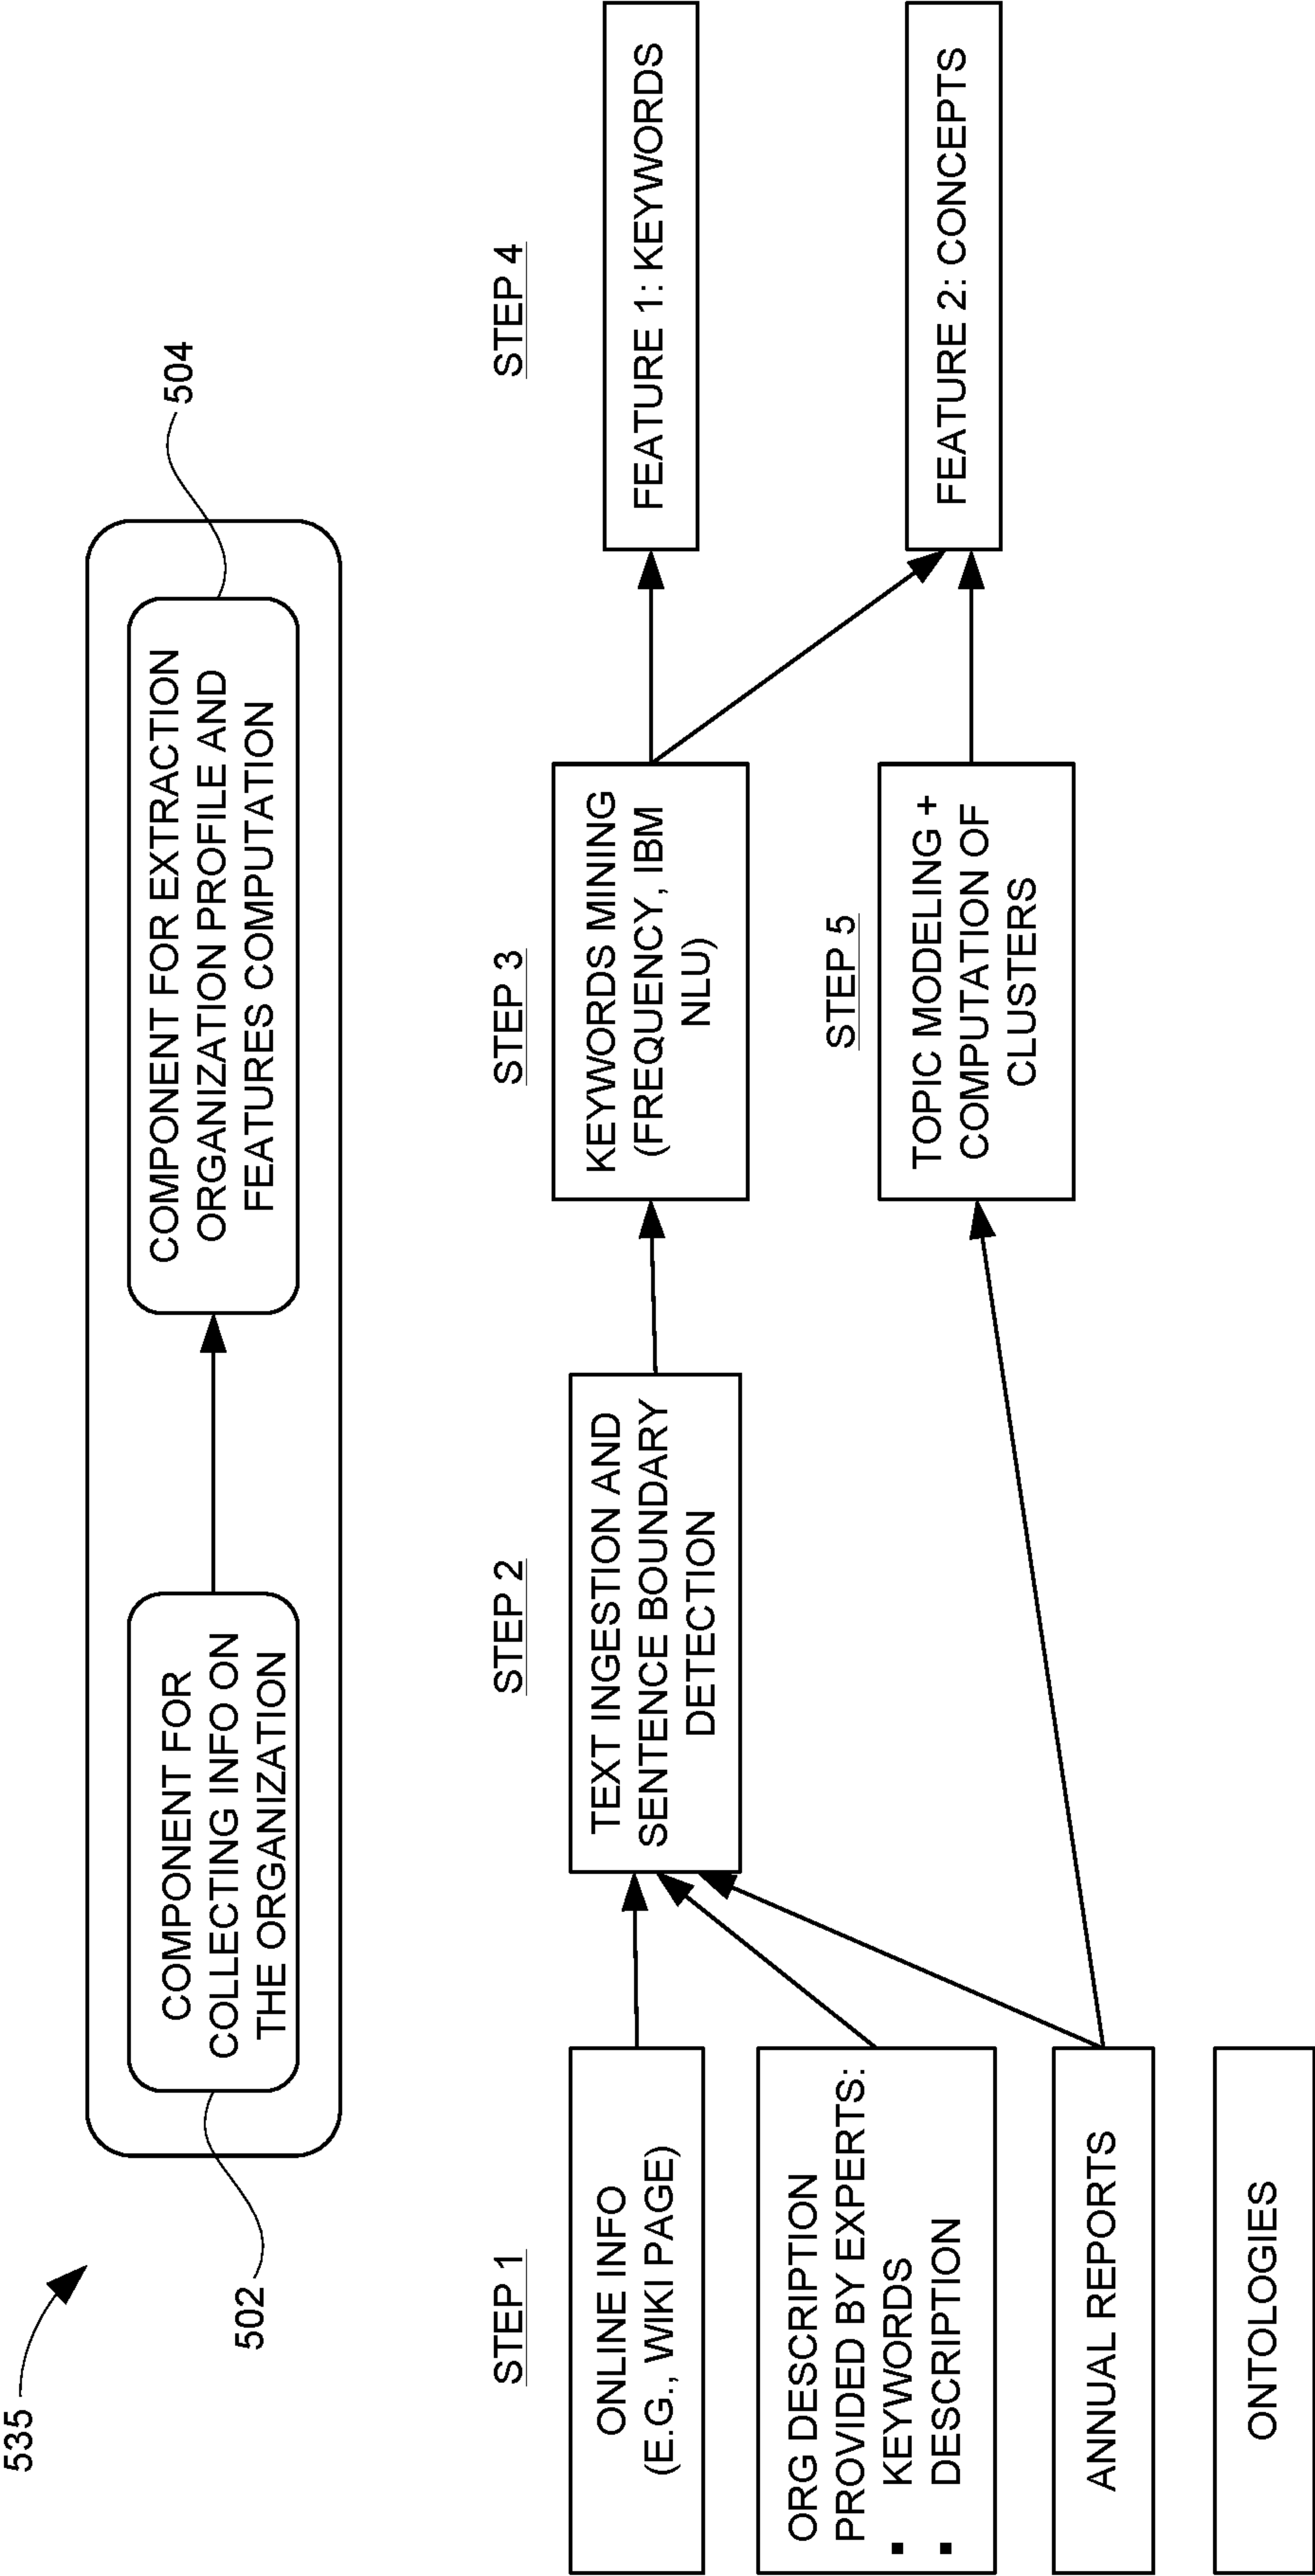 535
502
COMPONENT FOR
COLLECTING INFO ON
THE ORGANIZATION
504
COMPONENT FOR EXTRACTION
ORGANIZATION PROFILE AND
FEATURES COMPUTATION
STEP 1
ONLINE INFO
(E.G., WIKI PAGE)
ORG DESCRIPTION
PROVIDED BY EXPERTS:
▪ KEYWORDS
▪ DESCRIPTION
ANNUAL REPORTS
ONTOLOGIES
STEP 2
TEXT INGESTION AND
SENTENCE BOUNDARY
DETECTION
STEP 3
KEYWORDS MINING
(FREQUENCY, IBM
NLU)
STEP 5
TOPIC MODELING +
COMPUTATION OF
CLUSTERS
STEP 4
FEATURE 1: KEYWORDS
FEATURE 2: CONCEPTS